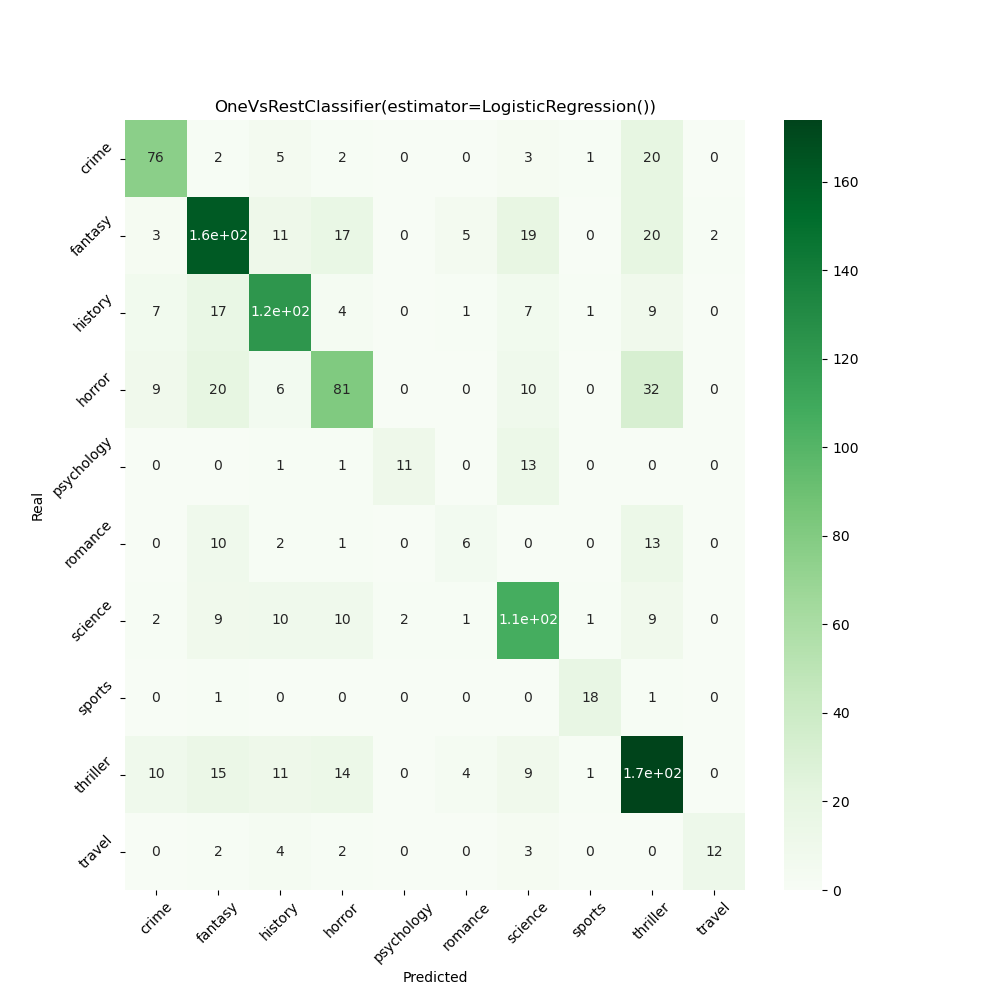 OneVsRestClassifier(estimator=LogisticRegression())
crime 76 2 5 2 0 0 3 1 20 0
fantasy 3 1.6e+02 11 17 0 5 19 0 20 2
history 7 17 1.2e+02 4 0 1 7 1 9 0
horror 9 20 6 81 0 0 10 0 32 0
psychology 0 0 1 1 11 0 13 0 0 0
romance 0 10 2 1 0 6 0 0 13 0
science 2 9 10 10 2 1 1.1e+02 1 9 0
sports 0 1 0 0 0 0 0 18 1 0
thriller 10 15 11 14 0 4 9 1 1.7e+02 0
travel 0 2 4 2 0 0 3 0 0 12
crime fantasy history horror psychology romance science sports thriller travel
Predicted
Real
160
140
120
100
80
60
40
20
0